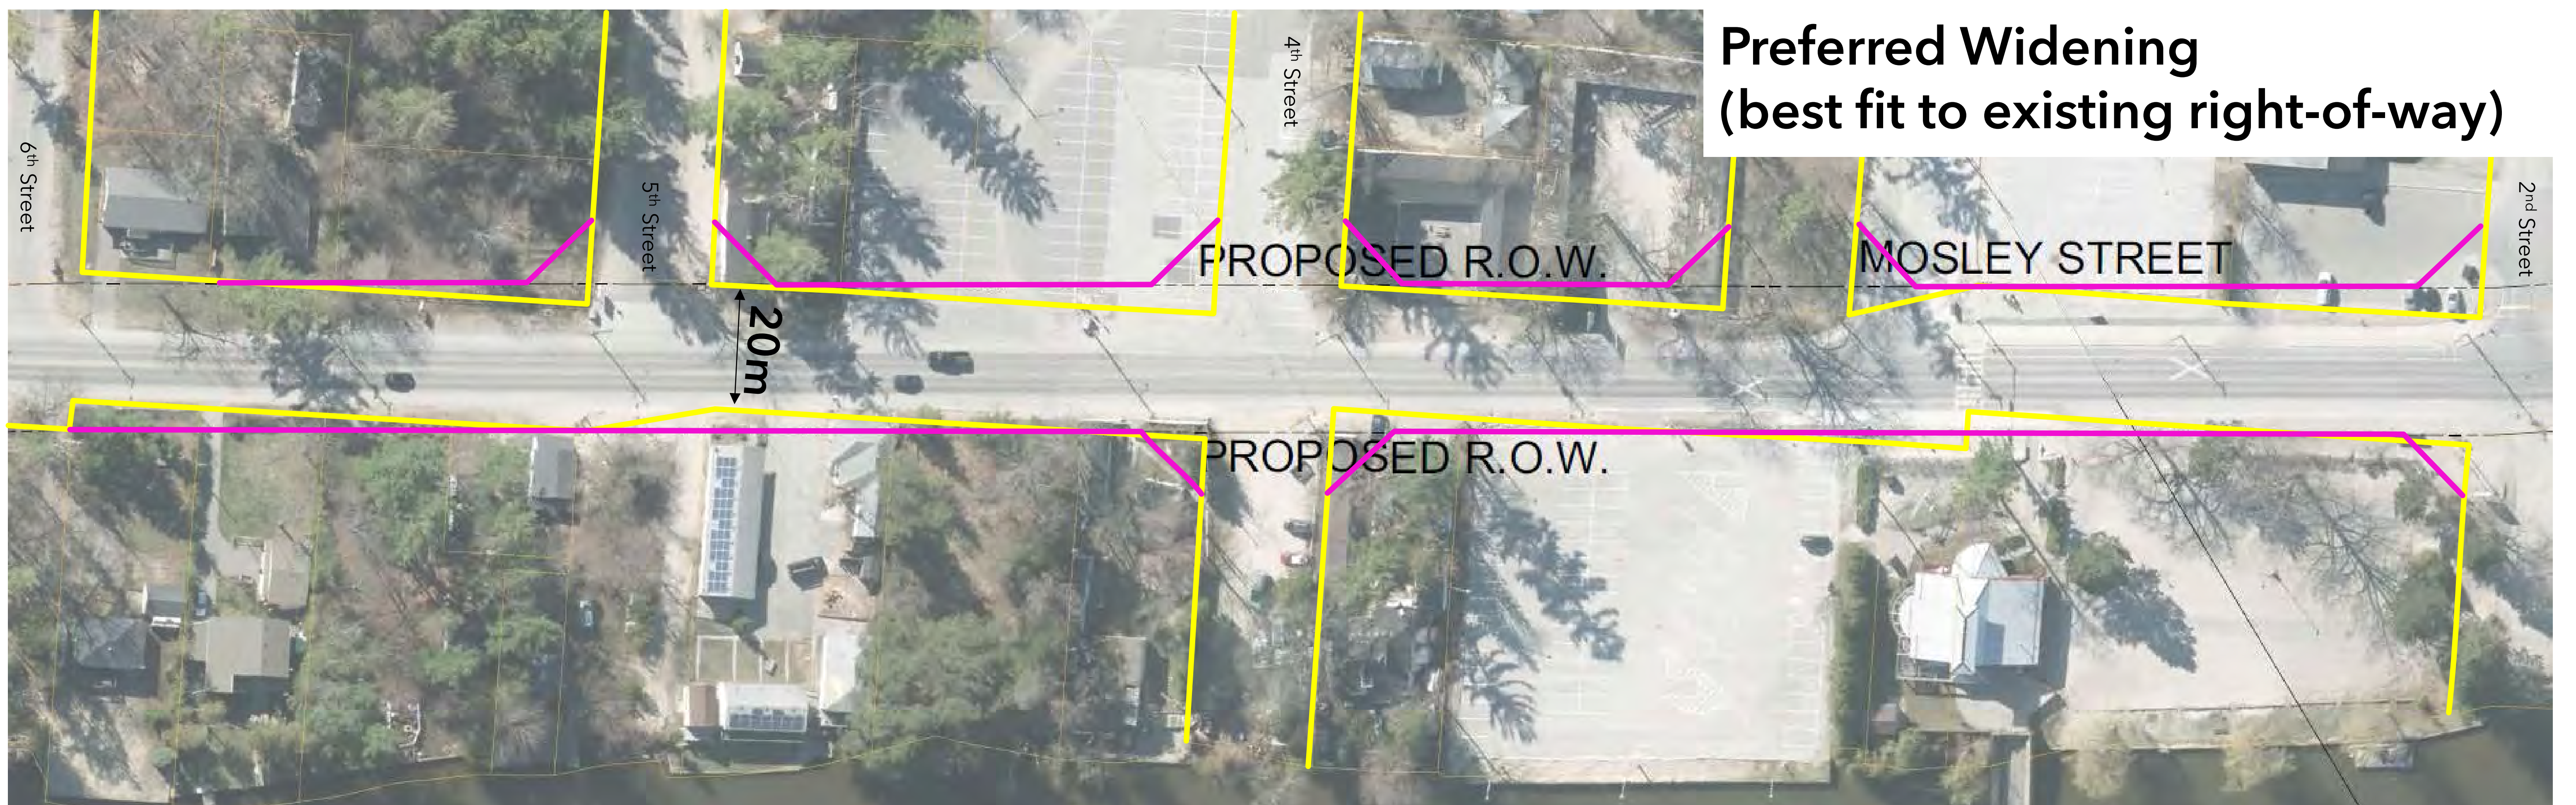 Preferred Widening
(best fit to existing right-of-way)
6th Street
5th Street
4th Street
2nd Street
PROPOSED R.O.W.
MOSLEY STREET
20m
PROPOSED R.O.W.